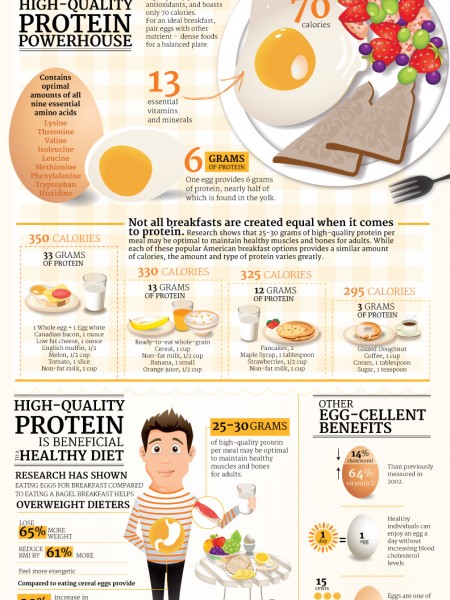 HIGH-QUALITY
PROTEIN
POWERHOUSE
antioxidants, and boasts
only 70 calories.
For an ideal breakfast,
pair eggs with other
nutrient - dense foods
for a balanced plate.
70
calories
Contains
optimal
amounts of all
nine essential
amino acids
Lysine
Threonine
Valine
Isoleucine
Leucine
Methionine
Phenylalanine
Tryptophan
Histidine
13
essential
vitamins
and minerals
6 GRAMS
OF PROTEIN
One egg provides 6 grams
of protein, nearly half of
which is found in the yolk.
Not all breakfasts are created equal when it comes
to protein. Research shows that 25-30 grams of high-quality protein per
meal may be optimal to maintain healthy muscles and bones for adults. While
each of these popular American breakfast options provides a similar amount
of calories, the amount and type of protein varies greatly.
350 CALORIES
33 GRAMS
OF PROTEIN
1 Whole egg + 1 Egg white
Canadian bacon, 1 ounce
Low fat cheese, 1 ounce
English muffin, 1/2
Melon, 1/2 cup
Tomato, 1 slice
Non-fat milk, 1 cup
330 CALORIES
13 GRAMS
OF PROTEIN
Ready-to-eat whole-grain
Cereal, 1 cup
Non-fat milk, 1/2 cup
Banana, 1 small
Orange juice, 1/2 cup
325 CALORIES
12 GRAMS
OF PROTEIN
Pancakes, 2
Maple Syrup, 1 tablespoon
Strawberries, 1/2 cup
Non-fat milk, 1 cup
295 CALORIES
3 GRAMS
OF PROTEIN
Glazed Doughnut
Coffee, 1 cup
Cream, 1 tablespoon
Sugar, 1 teaspoon
HIGH-QUALITY
PROTEIN
IS BENEFICIAL
TO A HEALTHY DIET
RESEARCH HAS SHOWN
EATING EGGS FOR BREAKFAST COMPARED
TO EATING A BAGEL BREAKFAST HELPS
OVERWEIGHT DIETERS
LOSE
65% MORE
WEIGHT
REDUCE
BMI BY 61% MORE
Feel more energetic
Compared to eating cereal eggs provide
increase in
25-30 GRAMS
of high-quality protein
per meal may be optimal
to maintain healthy
muscles and bones
for adults.
OTHER
EGG-CELLENT
BENEFITS
14%
cholesterol
64%
vitamin D
Than previously
measured in
2002.
1
day
=
1
egg
Healthy
individuals can
enjoy an egg a
day without
increasing blood
cholesterol
levels.
15
cents
Eggs are one of